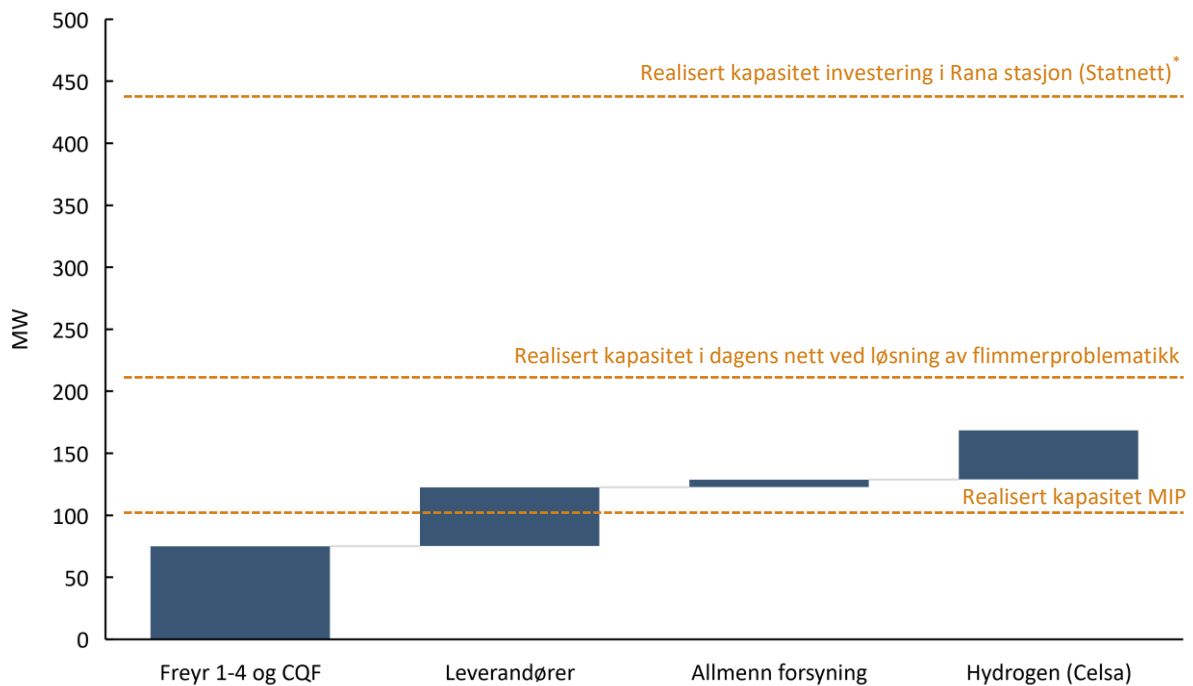 500
Realisert kapasitet investering i Rana stasjon (Statnett)*
450
400
350
300
MW
250
Realisert kapasitet i dagens nett ved løsning av flimmerproblematikk
200
150
Realisert kapasitet MIP
100
50
0
Freyr 1-4 og CQF
Leverandører
Allmenn forsyning
Hydrogen (Celsa)